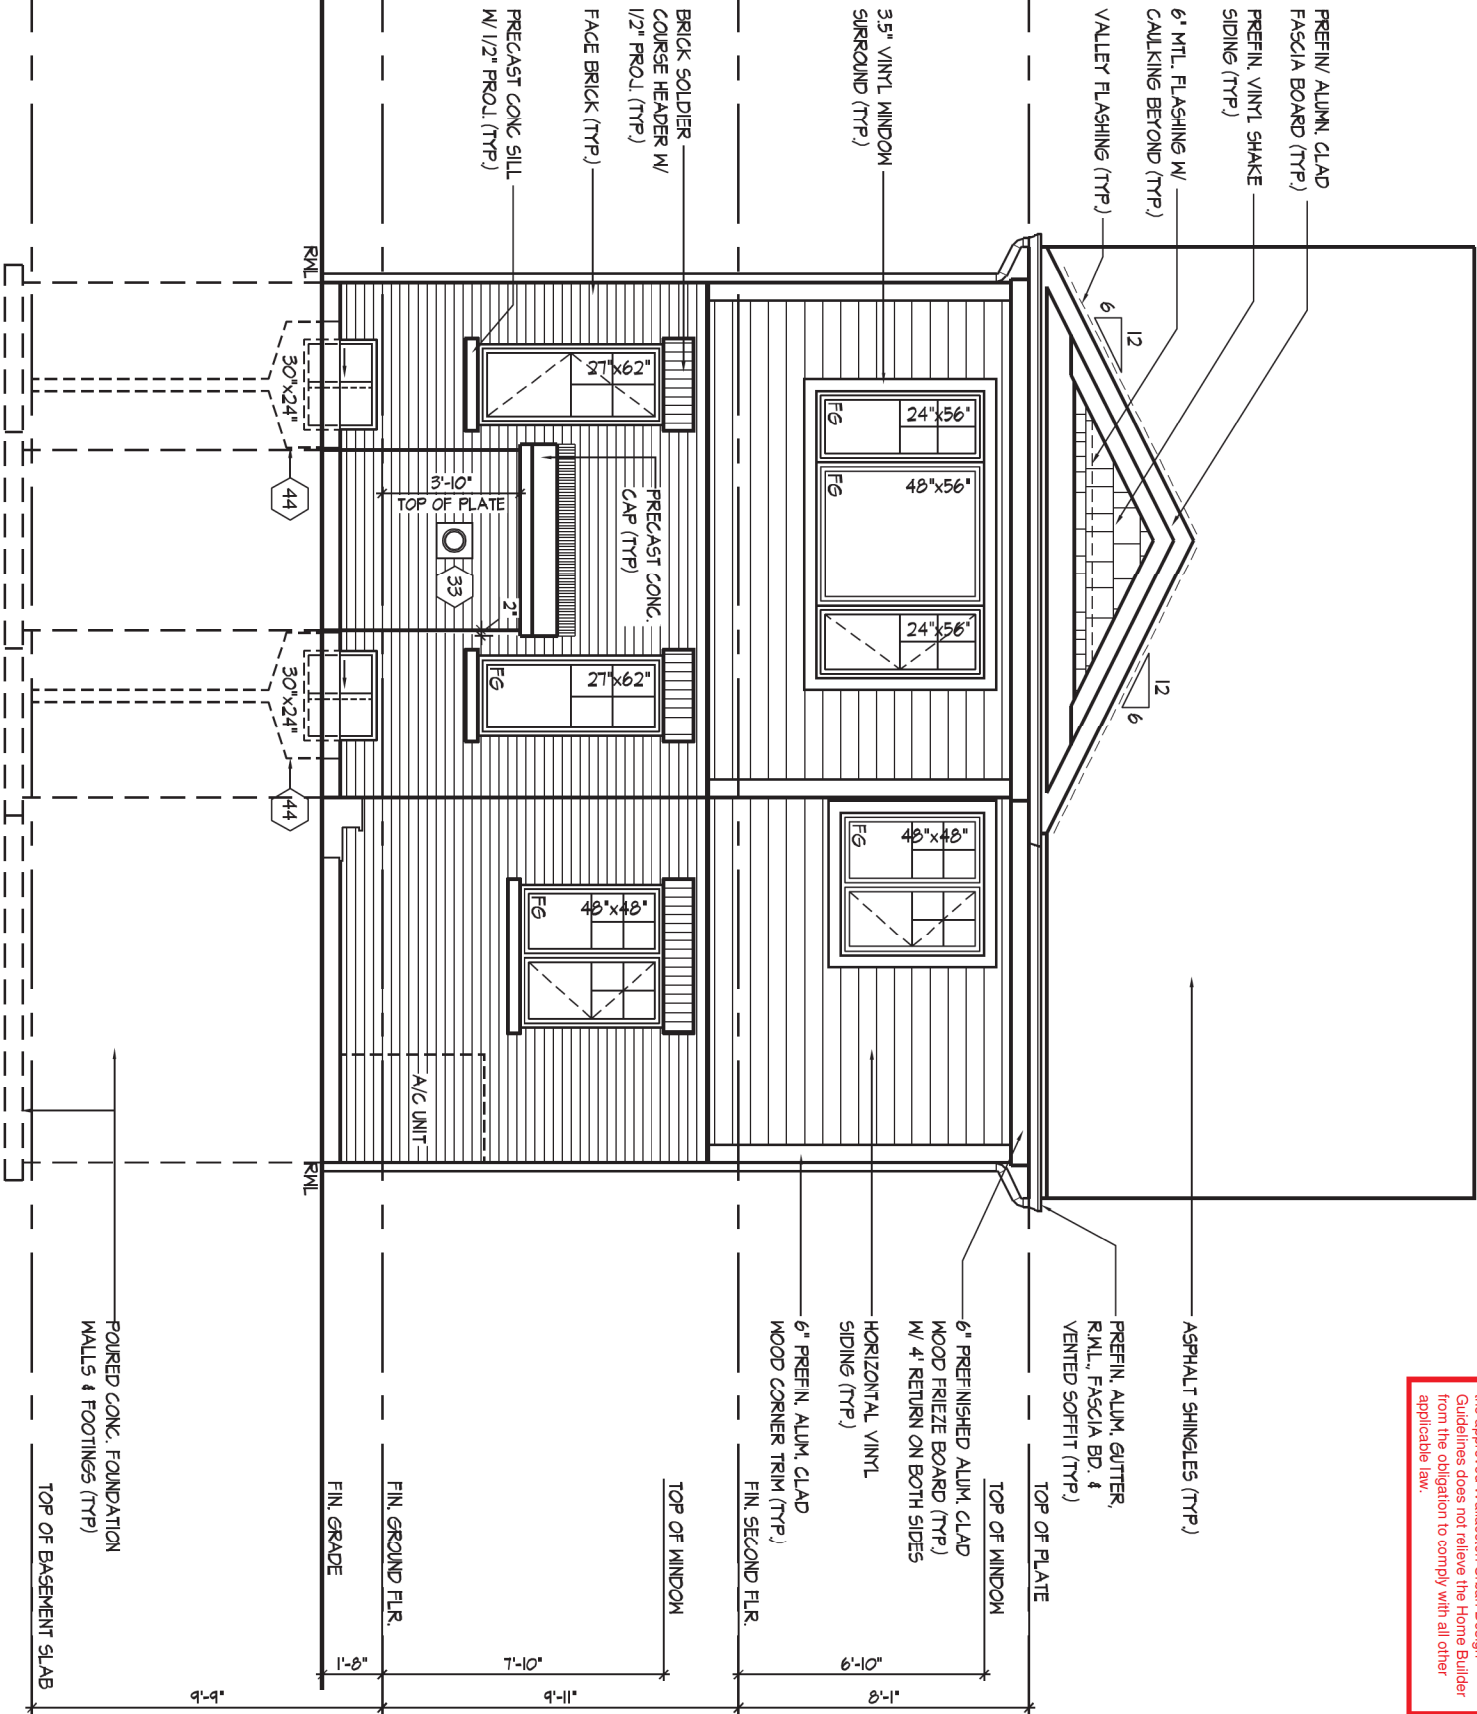 PREFIN/ ALUMN. CLAD
FASCIA BOARD (TYP.)
PREFIN. VINYL SHAKE
SIDING (TYP.)
6" MTL. FLASHING W/
CAULKING BEYOND (TYP.)
VALLEY FLASHING (TYP.)
3.5" VINYL WINDOW
SURROUND (TYP.)
BRICK SOLDIER
COURSE HEADER W/
1/2" PROJ. (TYP.)
FACE BRICK (TYP.)
PRECAST CONC SILL
W/ 1/2" PROJ. (TYP.)
12
6
12
6
24"x56"
FG
48"x56"
FG
24"x56"
48"x48"
FG
27"x62"
27"x62"
FG
48"x48"
FG
PRECAST CONC.
CAP (TYP)
3'-10"
TOP OF PLATE
33
2"
A/C UNIT
RWL
RWL
30"x24"
30"x24"
44
44
Guidelines does not relieve the Home Builder
from the obligation to comply with all other
applicable law.
ASPHALT SHINGLES (TYP.)
PREFIN. ALUM. GUTTER,
R.W.L., FASCIA BD. &
VENTED SOFFIT (TYP.)
6" PREFINISHED ALUM. CLAD
WOOD FRIEZE BOARD (TYP.)
W/ 4' RETURN ON BOTH SIDES
HORIZONTAL VINYL
SIDING (TYP.)
6" PREFIN. ALUM. CLAD
WOOD CORNER TRIM (TYP.)
POURED CONC. FOUNDATION
WALLS & FOOTINGS (TYP)
TOP OF PLATE
TOP OF WINDOW
FIN. SECOND FLR.
TOP OF WINDOW
FIN. GROUND FLR.
FIN. GRADE
TOP OF BASEMENT SLAB
6'-10"
8'-1"
7'-10"
9'-11"
1'-8"
9'-9"